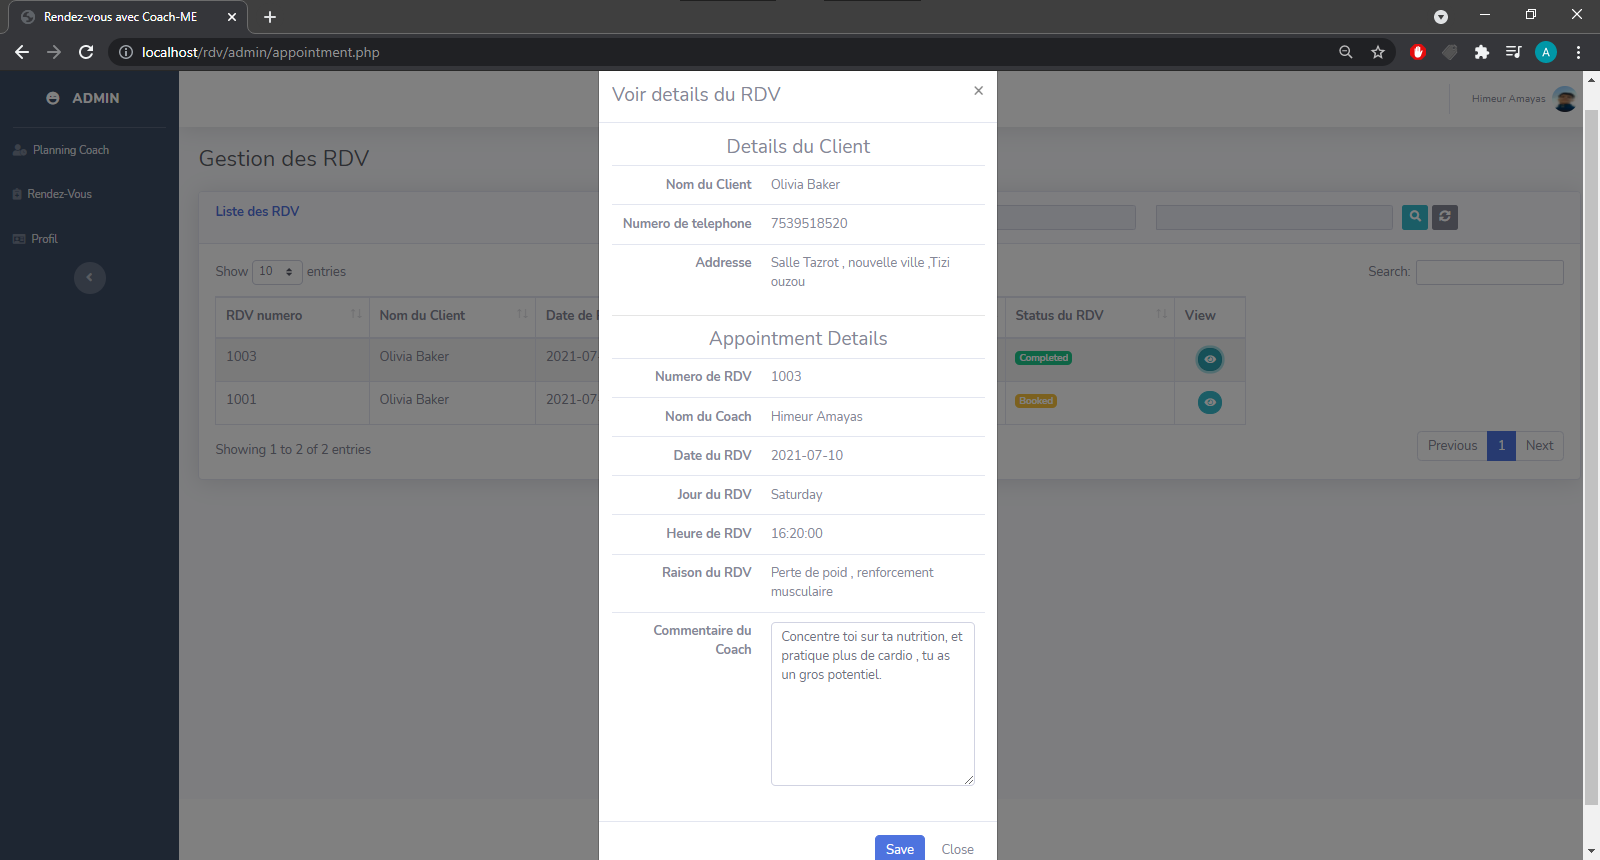 Rendez-vous avec Coach-ME
localhost/rdv/admin/appointment.php
A
ADMIN
Planning Coach
Rendez-Vous
Profil
Himeur Amayas
Gestion des RDV
Liste des RDV
Show 10 entries
Search:
RDV numero Nom du Client Date de Status du RDV View
1003 Olivia Baker 2021-07- Completed
1001 Olivia Baker 2021-07- Booked
Showing 1 to 2 of 2 entries
Previous 1 Next
Voir details du RDV ×
Details du Client
Nom du Client Olivia Baker
Numero de telephone 7539518520
Addresse Salle Tazrot , nouvelle ville ,Tizi
ouzou
Appointment Details
Numero de RDV 1003
Nom du Coach Himeur Amayas
Date du RDV 2021-07-10
Jour du RDV Saturday
Heure de RDV 16:20:00
Raison du RDV Perte de poid , renforcement
musculaire
Commentaire du
Coach
Concentre toi sur ta nutrition, et
pratique plus de cardio , tu as
un gros potentiel.
Save Close